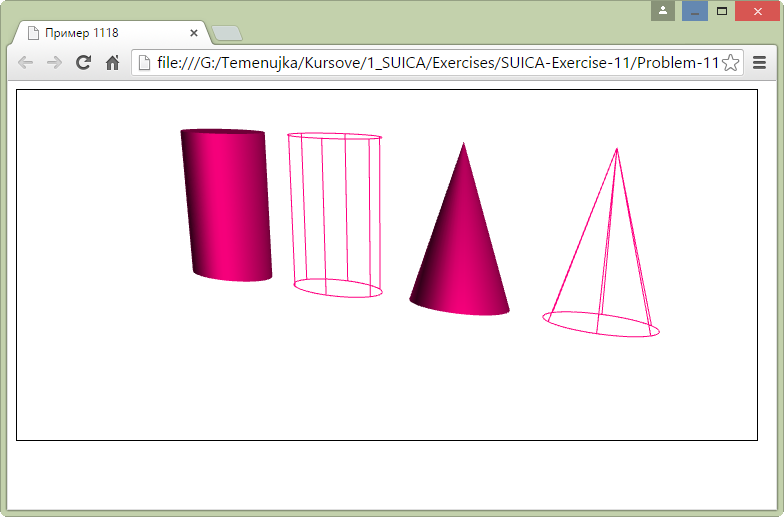 Пример 1118
file:///G:/Temenujka/Kursove/1_SUICA/Exercises/SUICA-Exercise-11/Problem-11